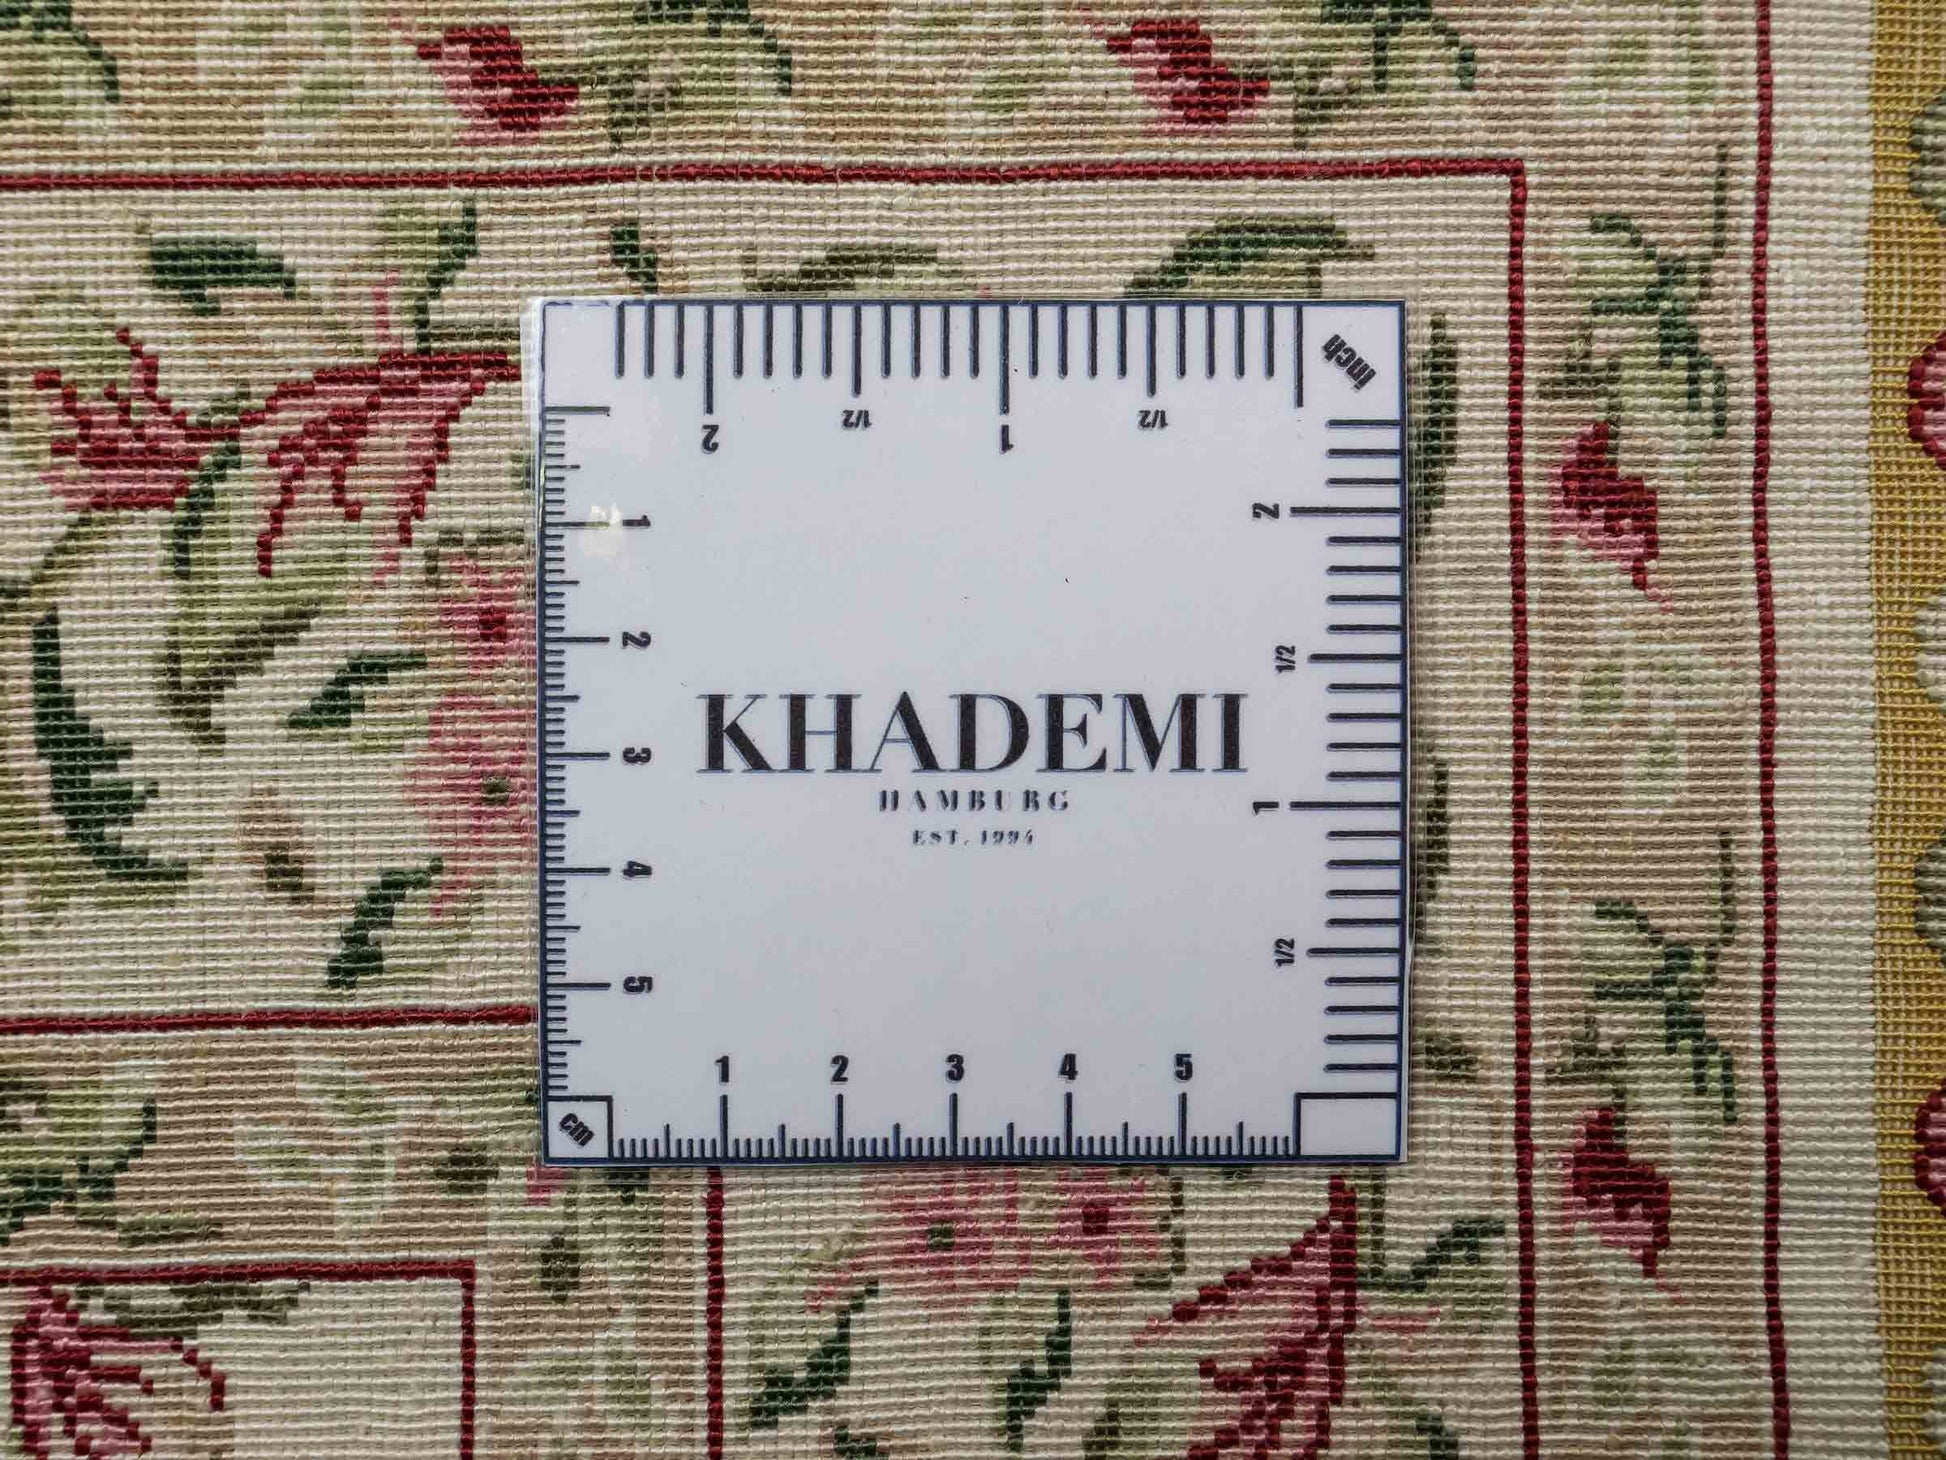 inch
2 1/2 1 1/2
1
2
3
4
5
2
1/2
1
1/2
KHADEMI
HAMBURG
EST. 1994
1 2 3 4 5
cm